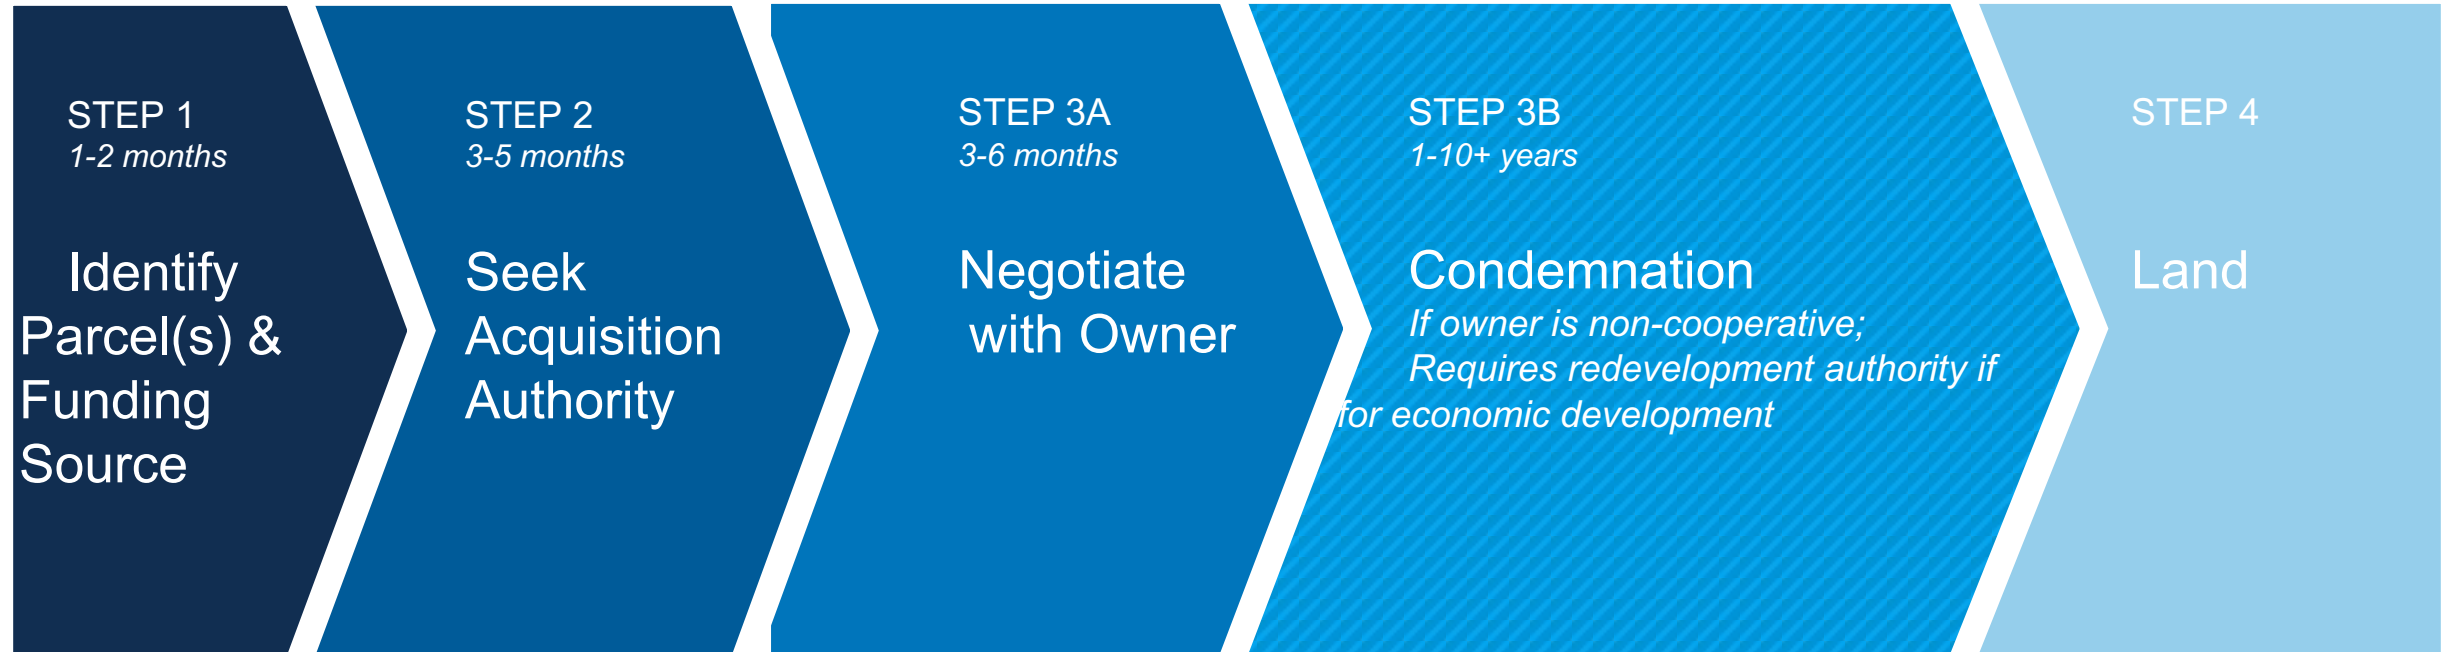 STEP 1
1-2 months
Identify
Parcel(s) &
Funding
Source
STEP 2
3-5 months
Seek
Acquisition
Authority
STEP 3A
3-6 months
Negotiate
with Owner
STEP 3B
1-10+ years
Condemnation
If owner is non-cooperative;
Requires redevelopment authority if
for economic development
STEP 4
Land